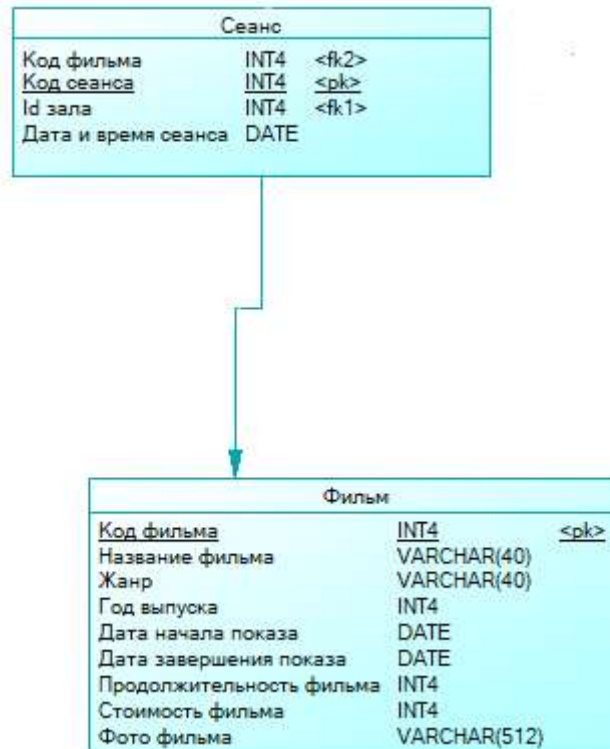 Сеанс
Код фильма INT4 <fk2>
Код сеанса INT4 <pk>
Id зала INT4 <fk1>
Дата и время сеанса DATE
Фильм
Код фильма INT4 <pk>
Название фильма VARCHAR(40)
Жанр VARCHAR(40)
Год выпуска INT4
Дата начала показа DATE
Дата завершения показа DATE
Продолжительность фильма INT4
Стоимость фильма INT4
Фото фильма VARCHAR(512)